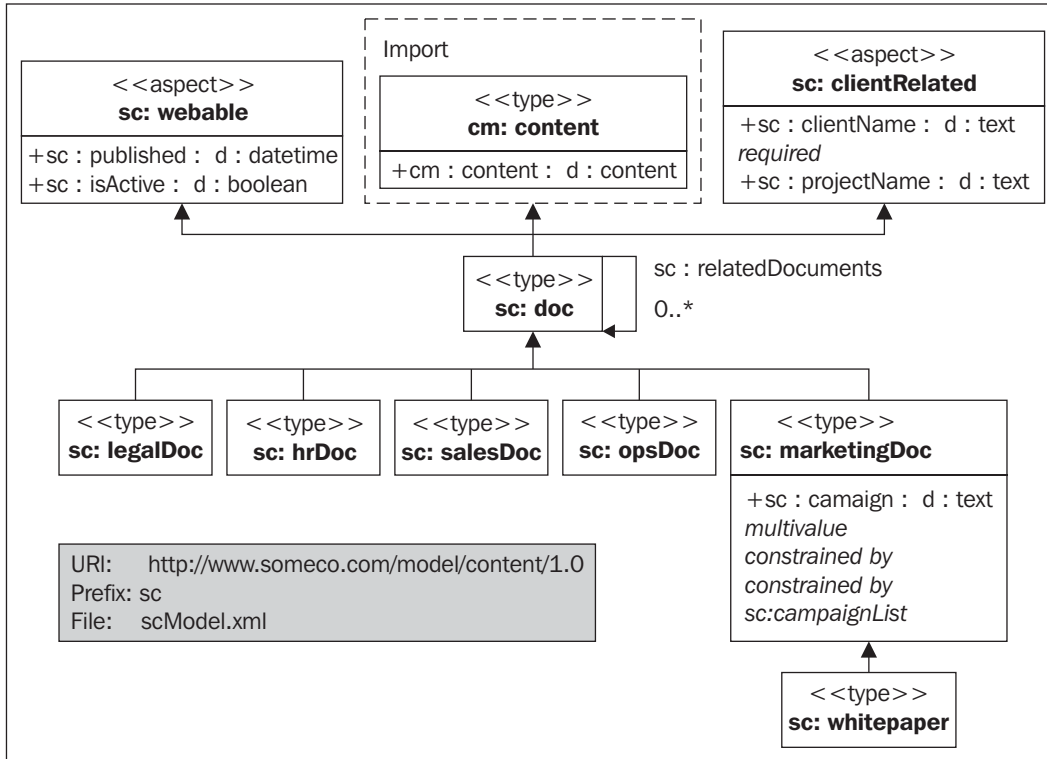 <<aspect>>
sc: webable
+sc : published : d : datetime
+sc : isActive : d : boolean
Import
<<type>>
cm: content
+cm : content : d : content
<<aspect>>
sc: clientRelated
+sc : clientName : d : text
required
+sc : projectName : d : text
<<type>>
sc: doc
sc : relatedDocuments
0..*
<<type>>
sc: legalDoc
<<type>>
sc: hrDoc
<<type>>
sc: salesDoc
<<type>>
sc: opsDoc
<<type>>
sc: marketingDoc
+sc : camaign : d : text
multivalue
constrained by
constrained by
sc:campaignList
URI: http://www.someco.com/model/content/1.0
Prefix: sc
File: scModel.xml
<<type>>
sc: whitepaper